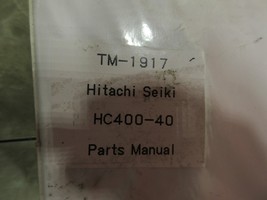 TM-1917
Hitachi Seiki
HC400-40
Parts Manual